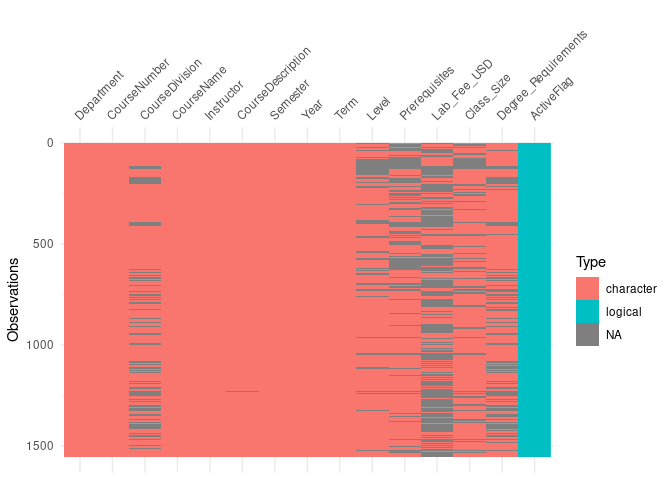 Department
CourseNumber
CourseDivision
CourseName
Instructor
CourseDescription
Semester
Year
Term
Level
Prerequisites
Lab_Fee_USD
Class_Size
Degree_Requirements
ActiveFlag
0
500
1000
1500
Observations
Type
character
logical
NA